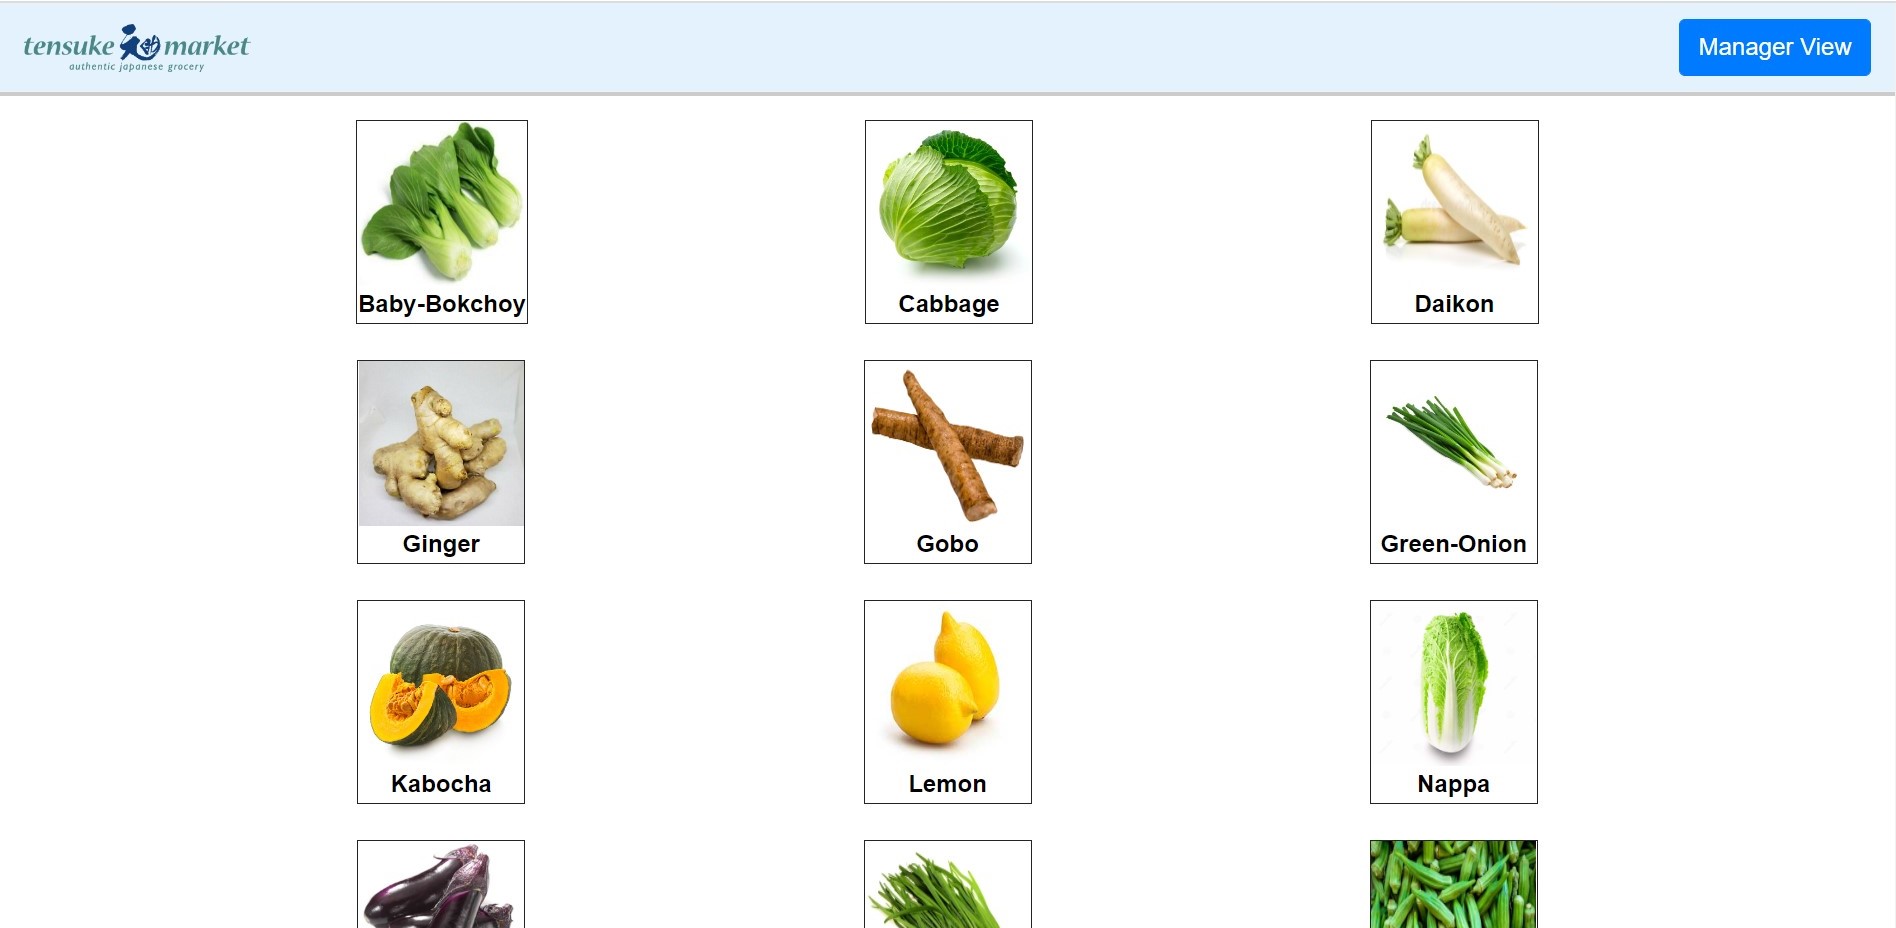 tensuke market
authentic japanese grocery
Manager View
Baby-Bokchoy
Cabbage
Daikon
Ginger
Gobo
Green-Onion
Kabocha
Lemon
Nappa